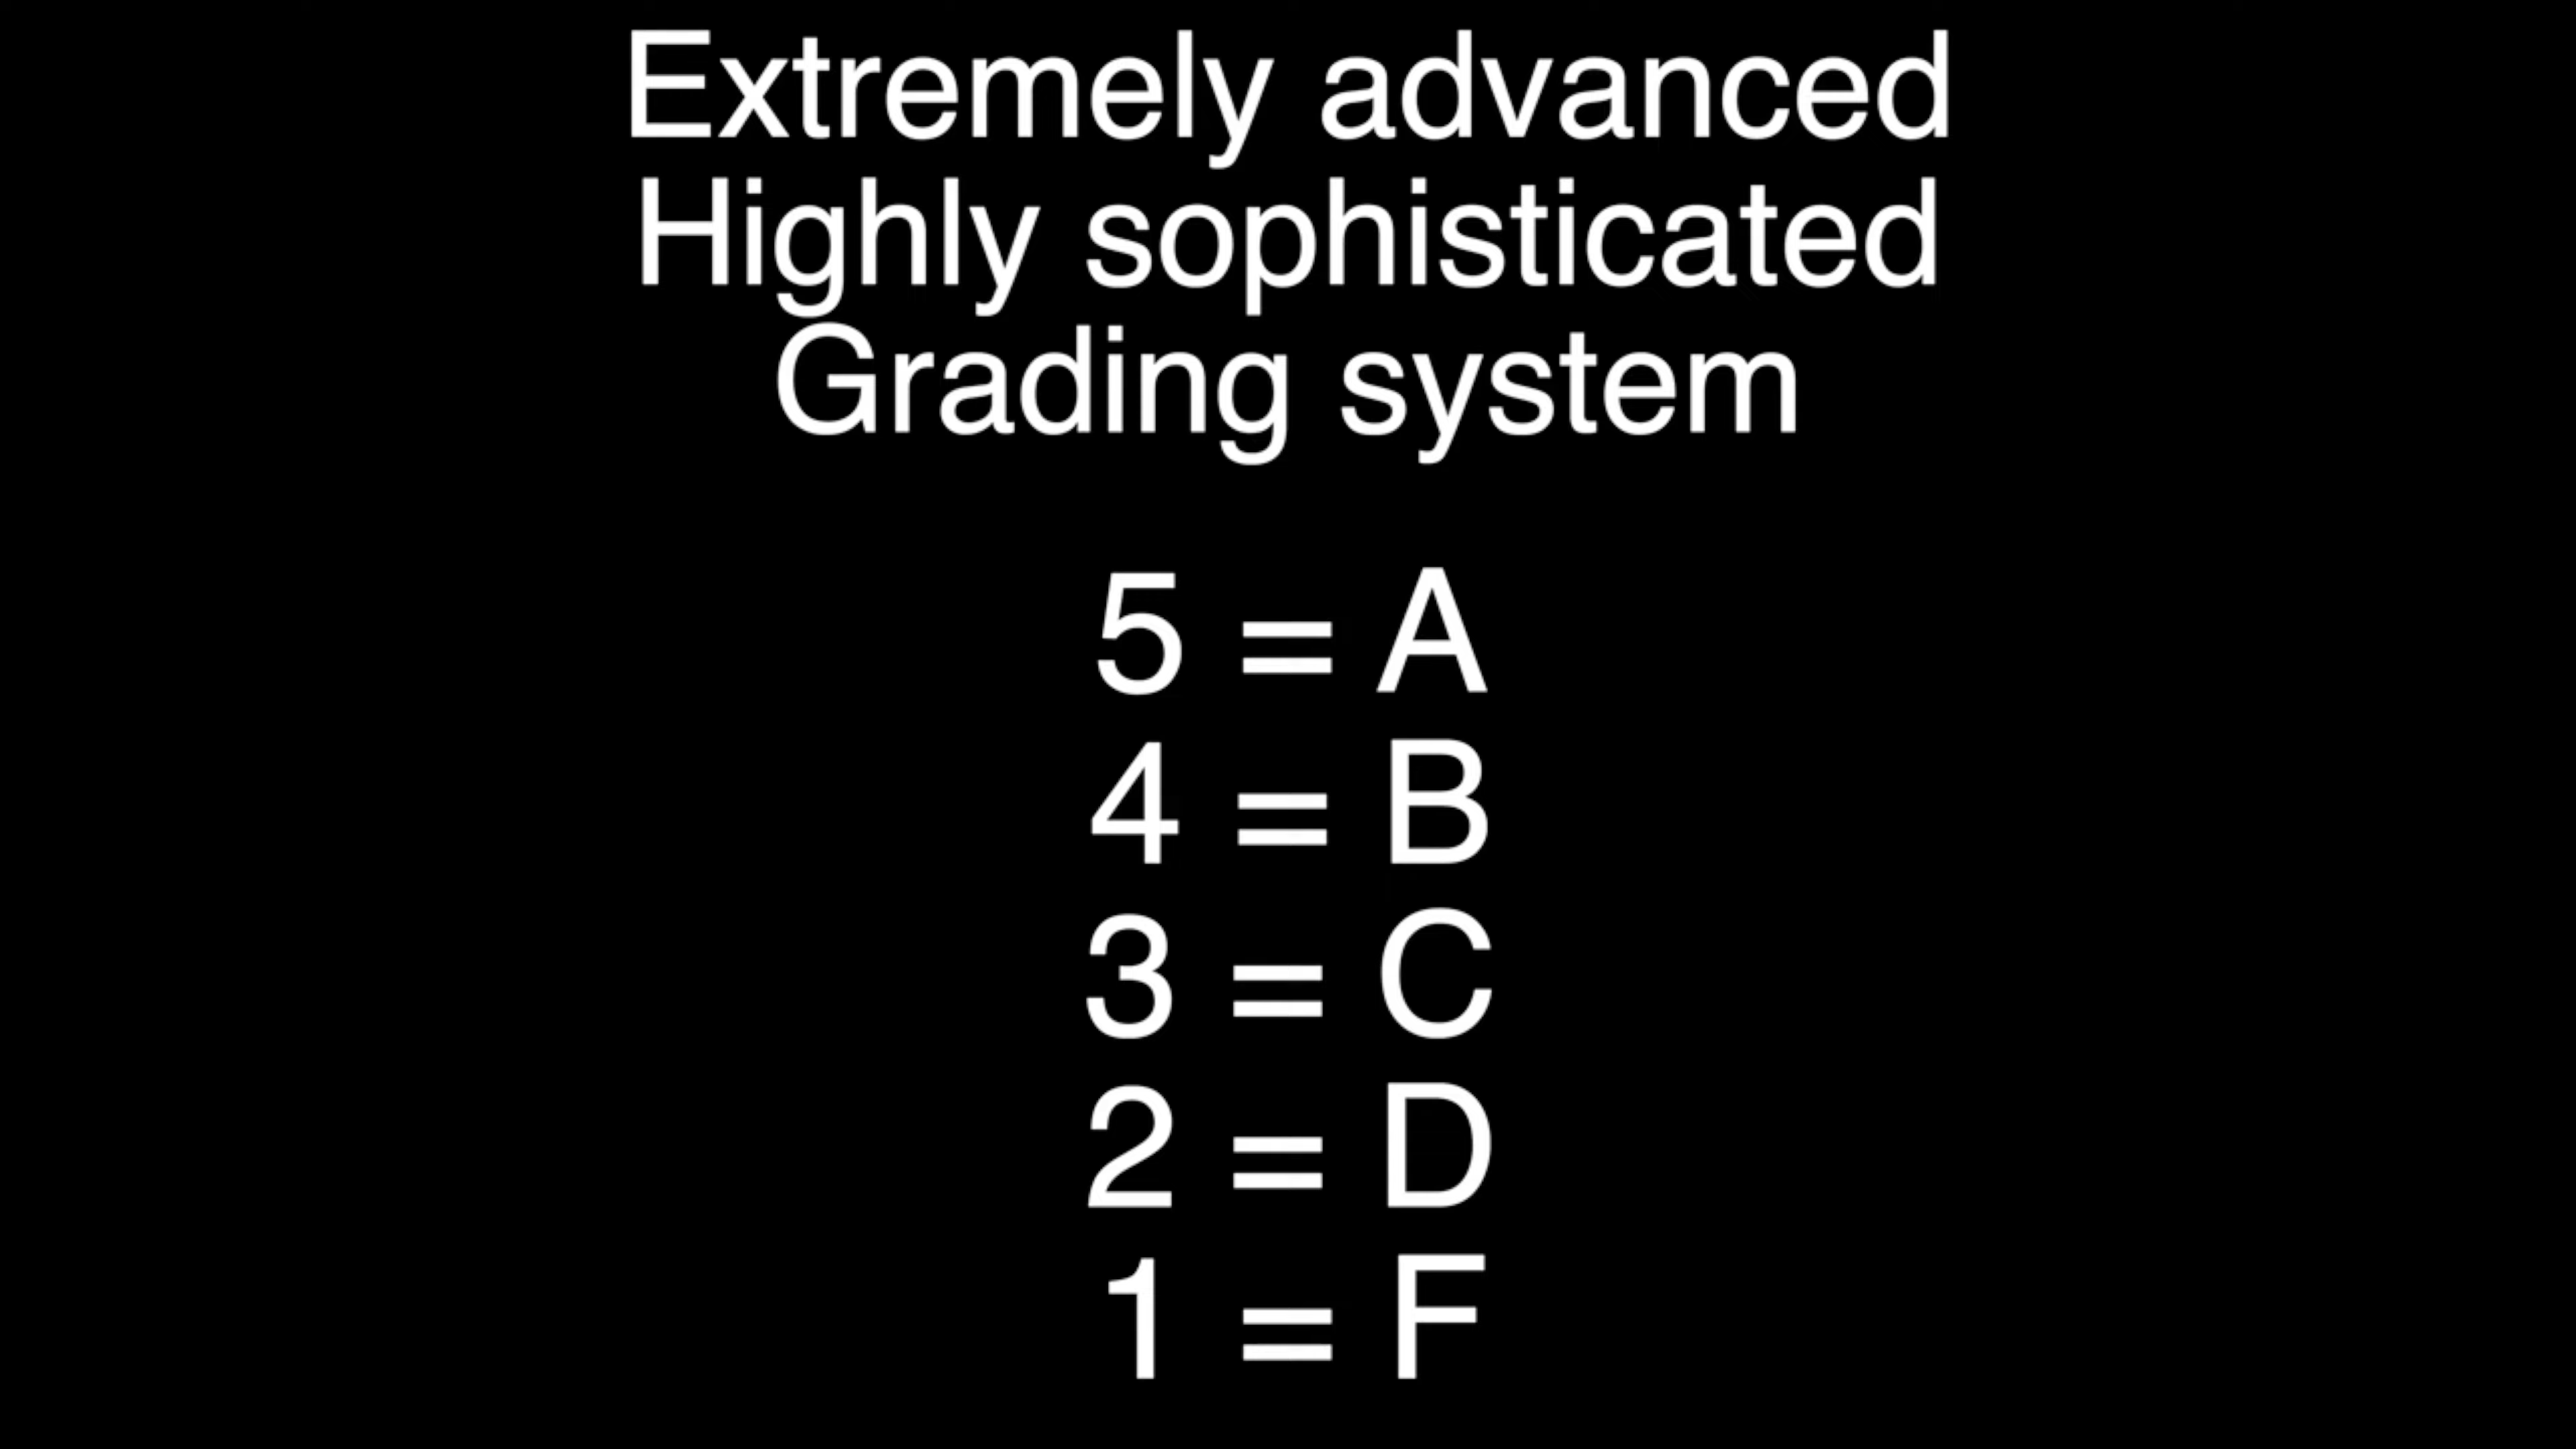 Extremely advanced
Highly sophisticated
Grading system
5 = A
4 = B
3 = C
2 = D
1 = F